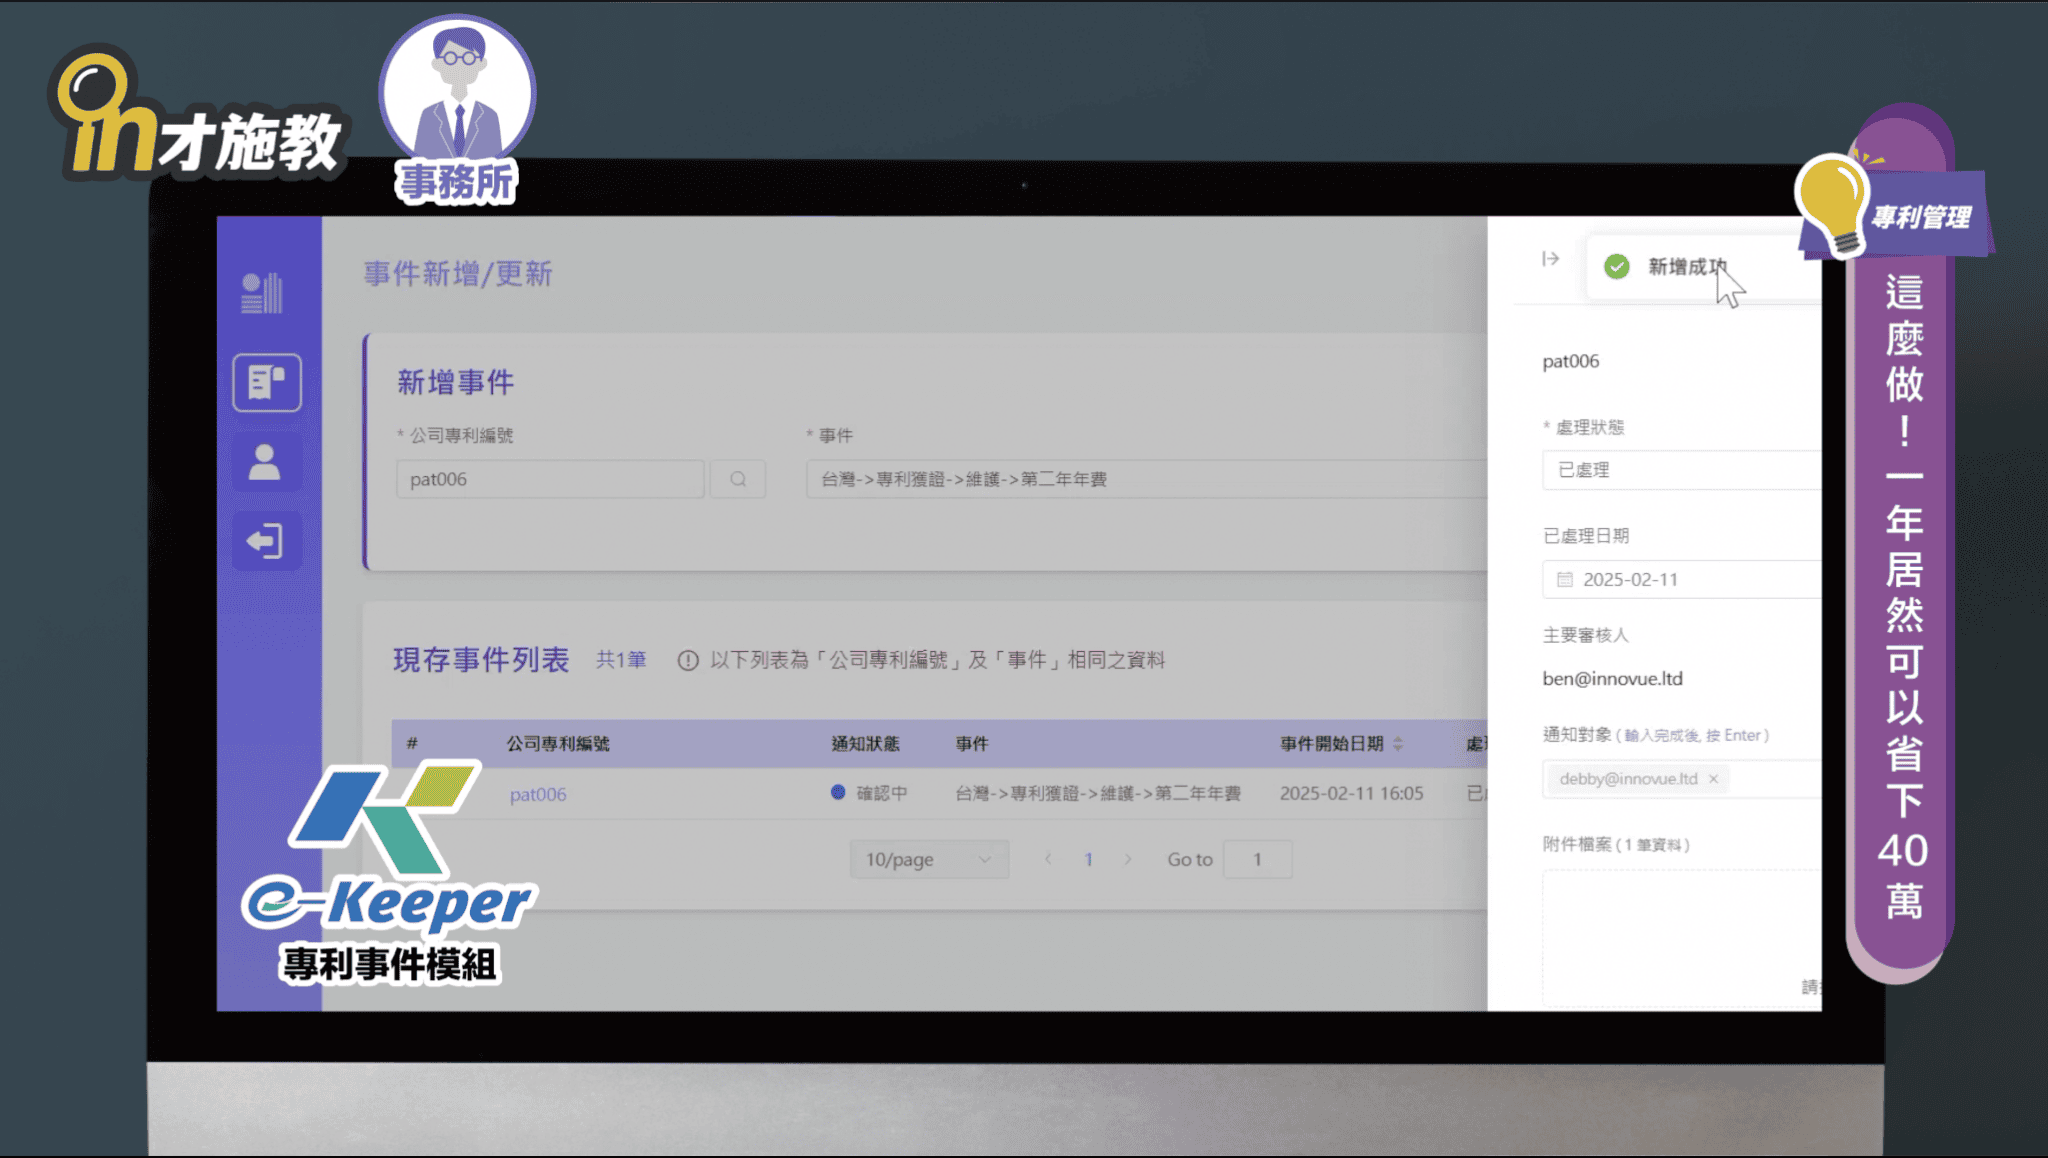 in才施教
事務所
專利管理
這麼做！一年居然可以省下40萬
事件新增/更新
新增成功
新增事件
* 公司專利編號
* 事件
pat006
台灣->專利獲證->維護->第二年年費
現存事件列表 共1筆 以下列表為「公司專利編號」及「事件」相同之資料
# 公司專利編號 通知狀態 事件 事件開始日期
pat006 確認中 台灣->專利獲證->維護->第二年年費 2025-02-11 16:05
10/page 1 Go to 1
pat006
* 處理狀態
已處理
已處理日期
2025-02-11
主要審核人
ben@innovue.ltd
通知對象 ( 輸入完成後, 按 Enter )
debby@innovue.ltd ×
附件檔案 ( 1 筆資料 )
e-Keeper
專利事件模組